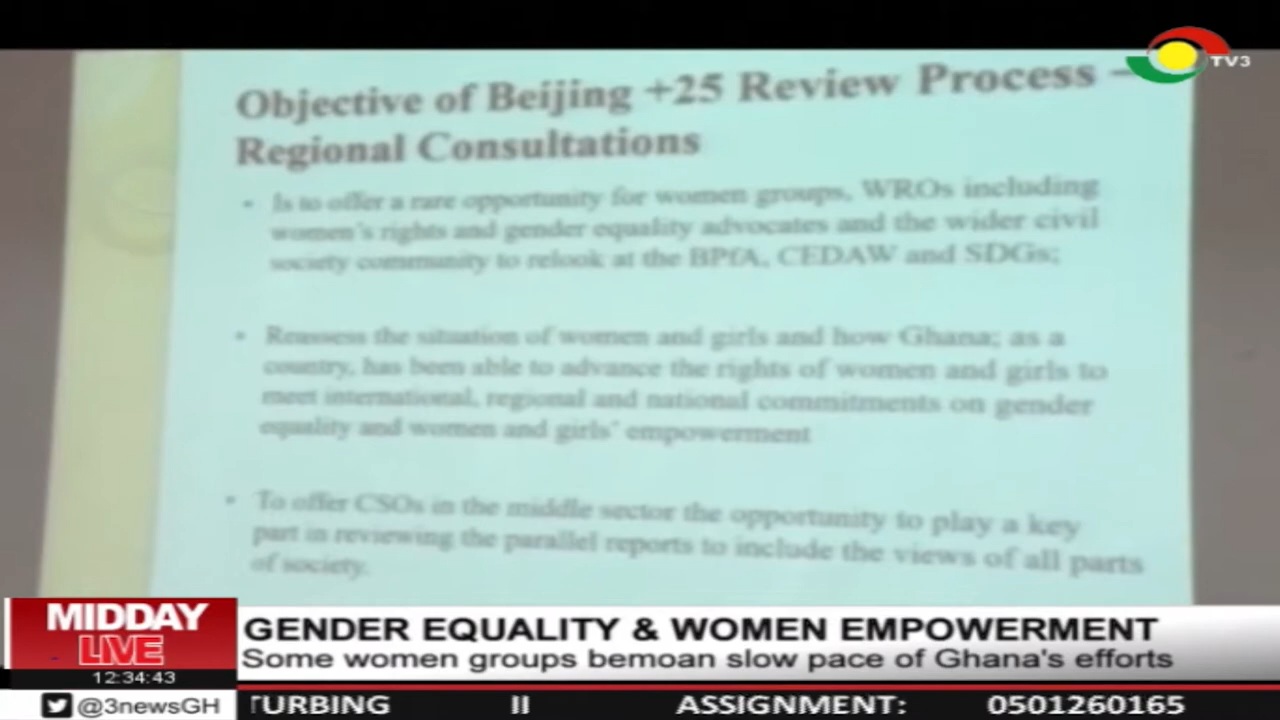 TV3
Objective of Beijing +25 Review Process –
Regional Consultations
• Is to offer a rare opportunity for women groups, WROs including
women's rights and gender equality advocates and the wider civil
society community to relook at the BPfA, CEDAW and SDGs;
• Reassess the situation of women and girls and how Ghana; as a
country, has been able to advance the rights of women and girls to
meet international, regional and national commitments on gender
equality and women and girls' empowerment
• To offer CSOs in the middle sector the opportunity to play a key
part in reviewing the parallel reports to include the views of all parts
of society.
MIDDAY
LIVE
12:34:43
GENDER EQUALITY & WOMEN EMPOWERMENT
Some women groups bemoan slow pace of Ghana's efforts
@3newsGH
TURBING II ASSIGNMENT: 0501260165